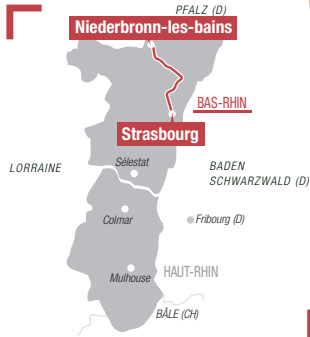 PFALZ (D)
Niederbronn-les-bains
BAS-RHIN
Strasbourg
LORRAINE
Sélestat
BADEN
SCHWARZWALD (D)
Colmar
Fribourg (D)
Mulhouse
HAUT-RHIN
BÂLE (CH)